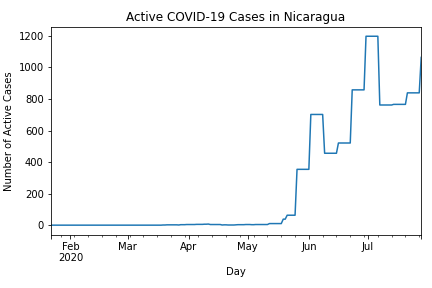 Active COVID-19 Cases in Nicaragua
Number of Active Cases
1200
1000
800
600
400
200
0
Feb Mar Apr May Jun Jul
2020
Day